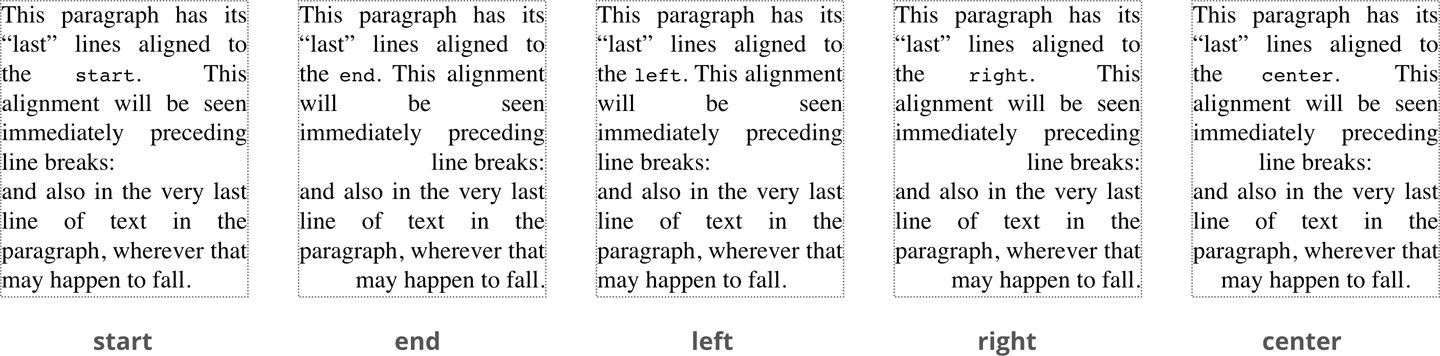 This paragraph has its
“last” lines aligned to
the start. This
alignment will be seen
immediately preceding
line breaks:
and also in the very last
line of text in the
paragraph, wherever that
may happen to fall.
start
This paragraph has its
“last” lines aligned to
the end. This alignment
will be seen
immediately preceding
line breaks:
and also in the very last
line of text in the
paragraph, wherever that
may happen to fall.
end
This paragraph has its
“last” lines aligned to
the left. This alignment
will be seen
immediately preceding
line breaks:
and also in the very last
line of text in the
paragraph, wherever that
may happen to fall.
left
This paragraph has its
“last” lines aligned to
the right. This
alignment will be seen
immediately preceding
line breaks:
and also in the very last
line of text in the
paragraph, wherever that
may happen to fall.
right
This paragraph has its
“last” lines aligned to
the center. This
alignment will be seen
immediately preceding
line breaks:
and also in the very last
line of text in the
paragraph, wherever that
may happen to fall.
center